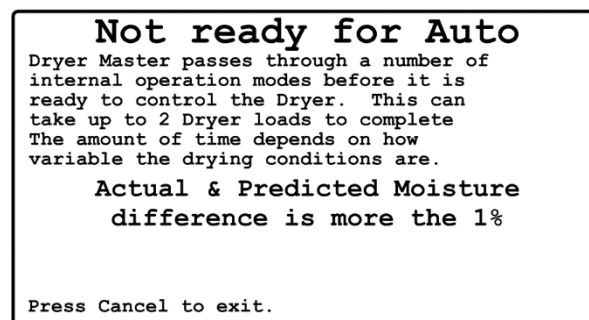 Not ready for Auto
Dryer Master passes through a number of
internal operation modes before it is
ready to control the Dryer.  This can
take up to 2 Dryer loads to complete
The amount of time depends on how
variable the drying conditions are.
Actual & Predicted Moisture
difference is more the 1%
Press Cancel to exit.